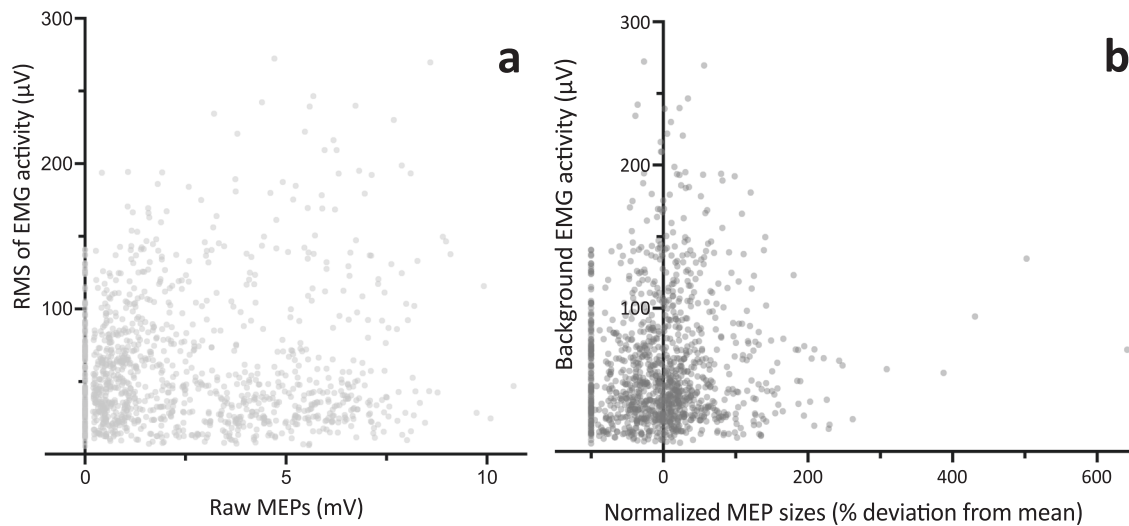 a
RMS of EMG activity (µV)
300
200
100
0
5
10
Raw MEPs (mV)
b
Background EMG activity (µV)
300
200
100
0
200
400
600
Normalized MEP sizes (% deviation from mean)